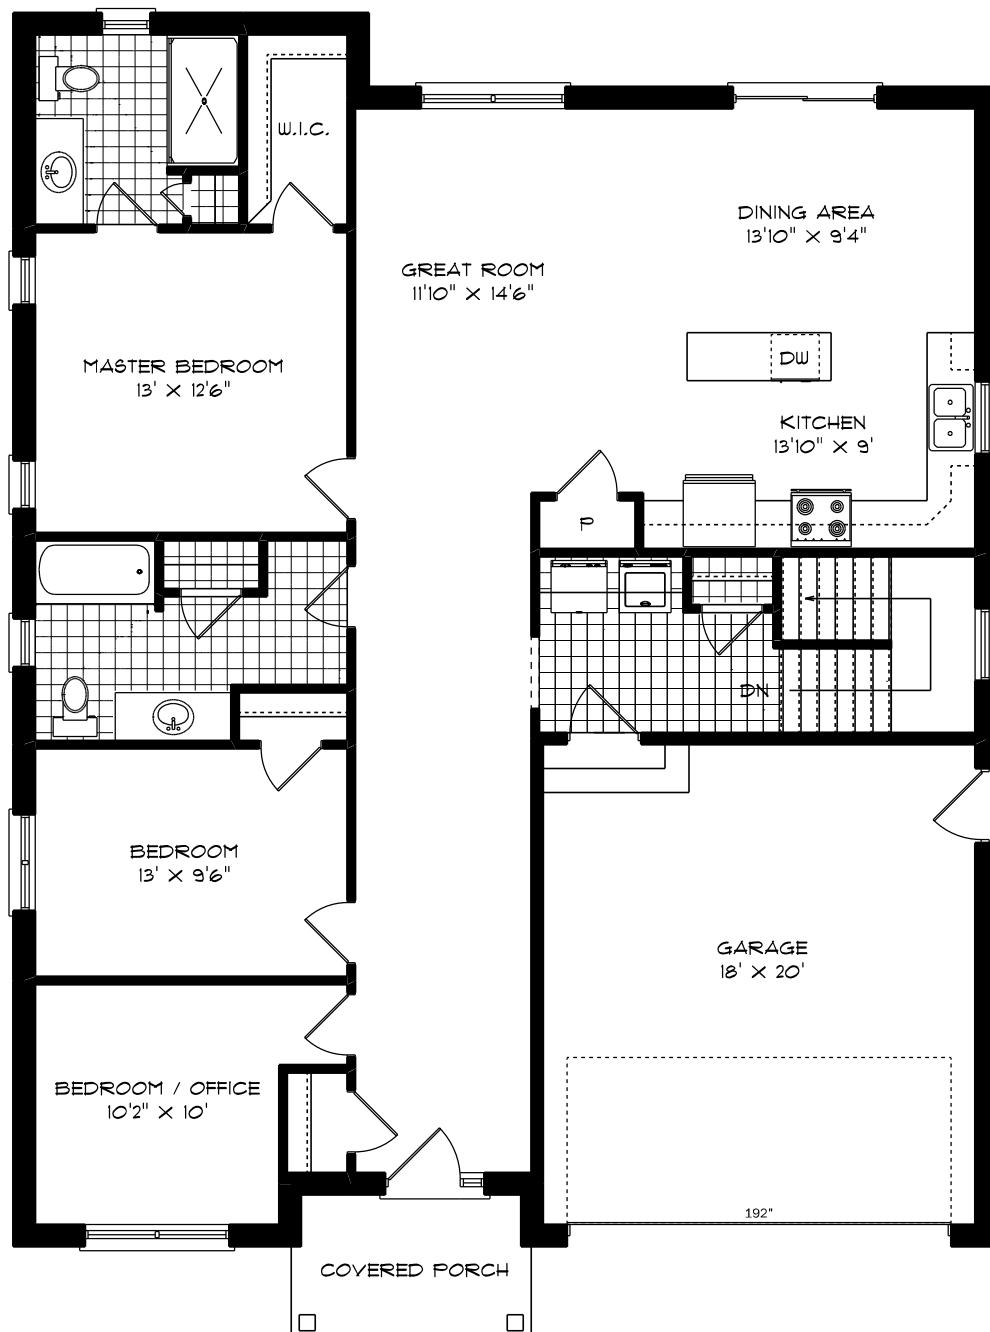 W.I.C.
DINING AREA
13'10" X 9'4"
GREAT ROOM
11'10" X 14'6"
MASTER BEDROOM
13' X 12'6"
DW
KITCHEN
13'10" X 9'
P
DN
BEDROOM
13' X 9'6"
GARAGE
18' X 20'
BEDROOM / OFFICE
10'2" X 10'
192"
COVERED PORCH